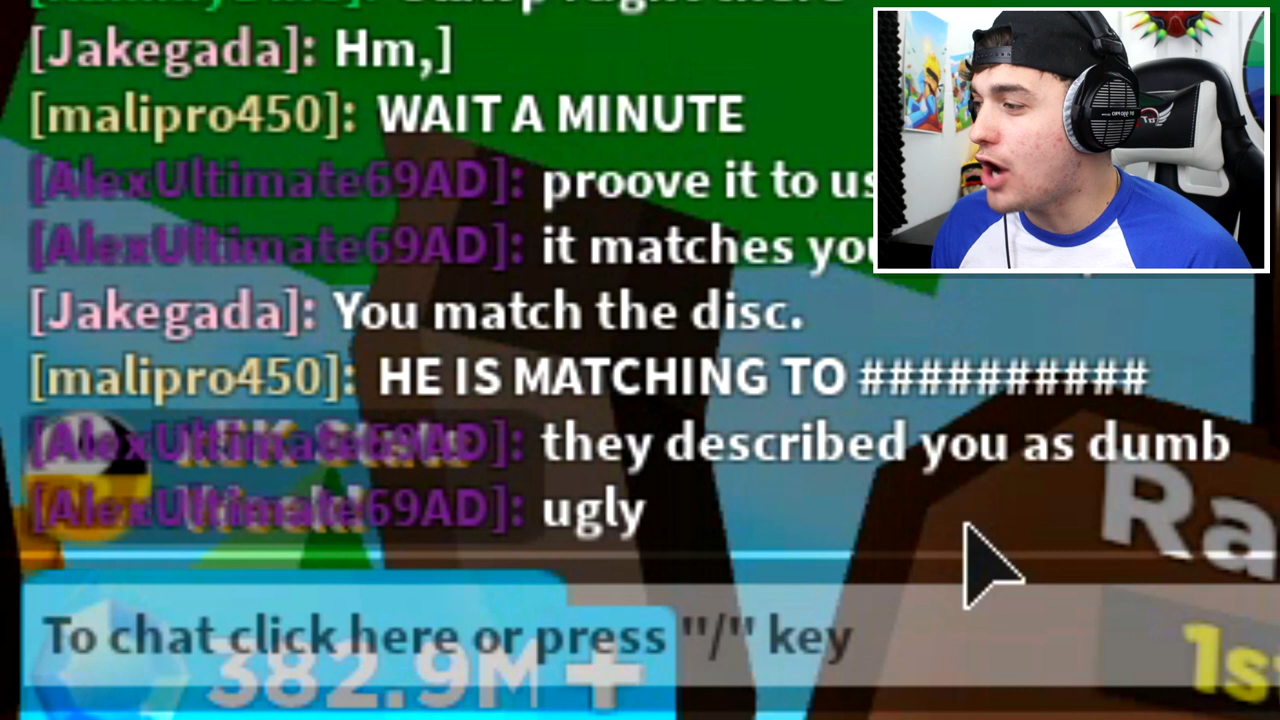 [Jakegada]: Hm,]
[malipro450]: WAIT A MINUTE
[AlexUltimate69AD]: proove it to us
[AlexUltimate69AD]: it matches you
[Jakegada]: You match the disc.
[malipro450]: HE IS MATCHING TO ##########
[AlexUltimate69AD]: they described you as dumb
[AlexUltimate69AD]: ugly
To chat click here or press "/" key
382.9M +
Ra
1s